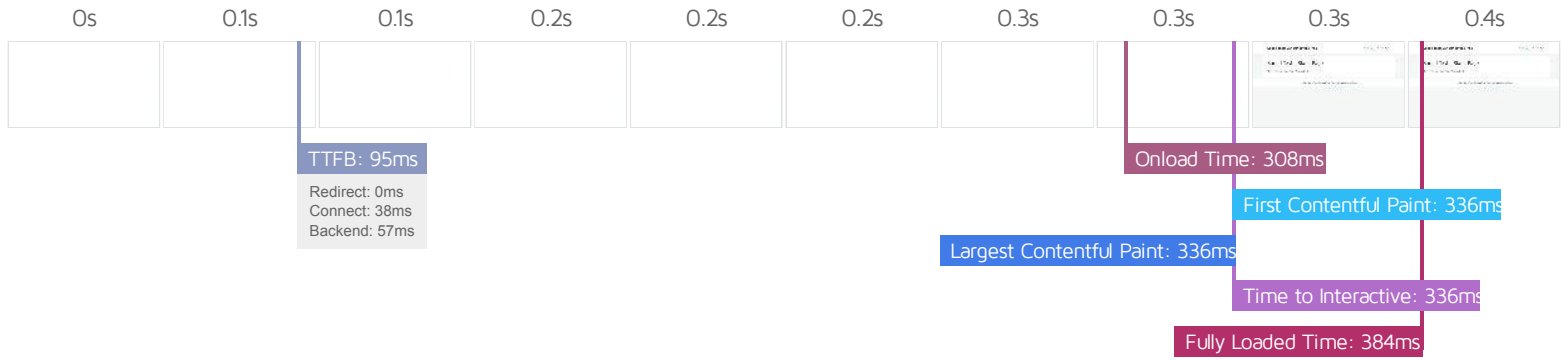 0s
0.1s
0.1s
0.2s
0.2s
0.2s
0.3s
0.3s
0.3s
0.4s
TTFB: 95ms
Redirect: 0ms
Connect: 38ms
Backend: 57ms
Onload Time: 308ms
First Contentful Paint: 336ms
Largest Contentful Paint: 336ms
Time to Interactive: 336ms
Fully Loaded Time: 384ms